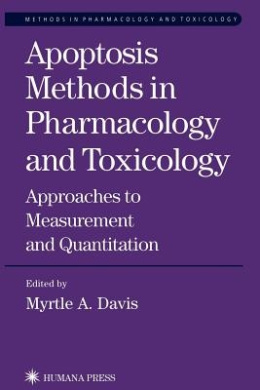 METHODS IN PHARMACOLOGY AND TOXICOLOGY
Apoptosis
Methods in
Pharmacology
and Toxicology
Approaches to
Measurement
and Quantitation
Edited by
Myrtle A. Davis
HUMANA PRESS